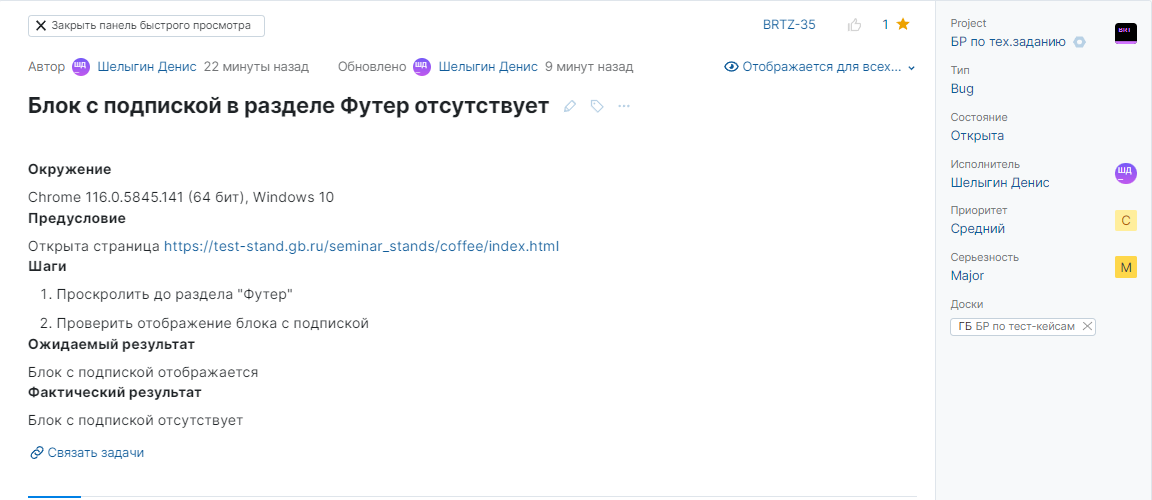 Закрыть панель быстрого просмотра
BRTZ-35
1
Автор ШД Шелыгин Денис 22 минуты назад Обновлено ШД Шелыгин Денис 9 минут назад
Отображается для всех...
Блок с подпиской в разделе Футер отсутствует
Окружение
Chrome 116.0.5845.141 (64 бит), Windows 10
Предусловие
Открыта страница https://test-stand.gb.ru/seminar_stands/coffee/index.html
Шаги
1. Проскролить до раздела "Футер"
2. Проверить отображение блока с подпиской
Ожидаемый результат
Блок с подпиской отображается
Фактический результат
Блок с подпиской отсутствует
Связать задачи
Project
БР по тех.заданию
BRT
Тип
Bug
Состояние
Открыта
Исполнитель
Шелыгин Денис
ШД
Приоритет
Средний
С
Серьезность
Major
M
Доски
ГБ БР по тест-кейсам